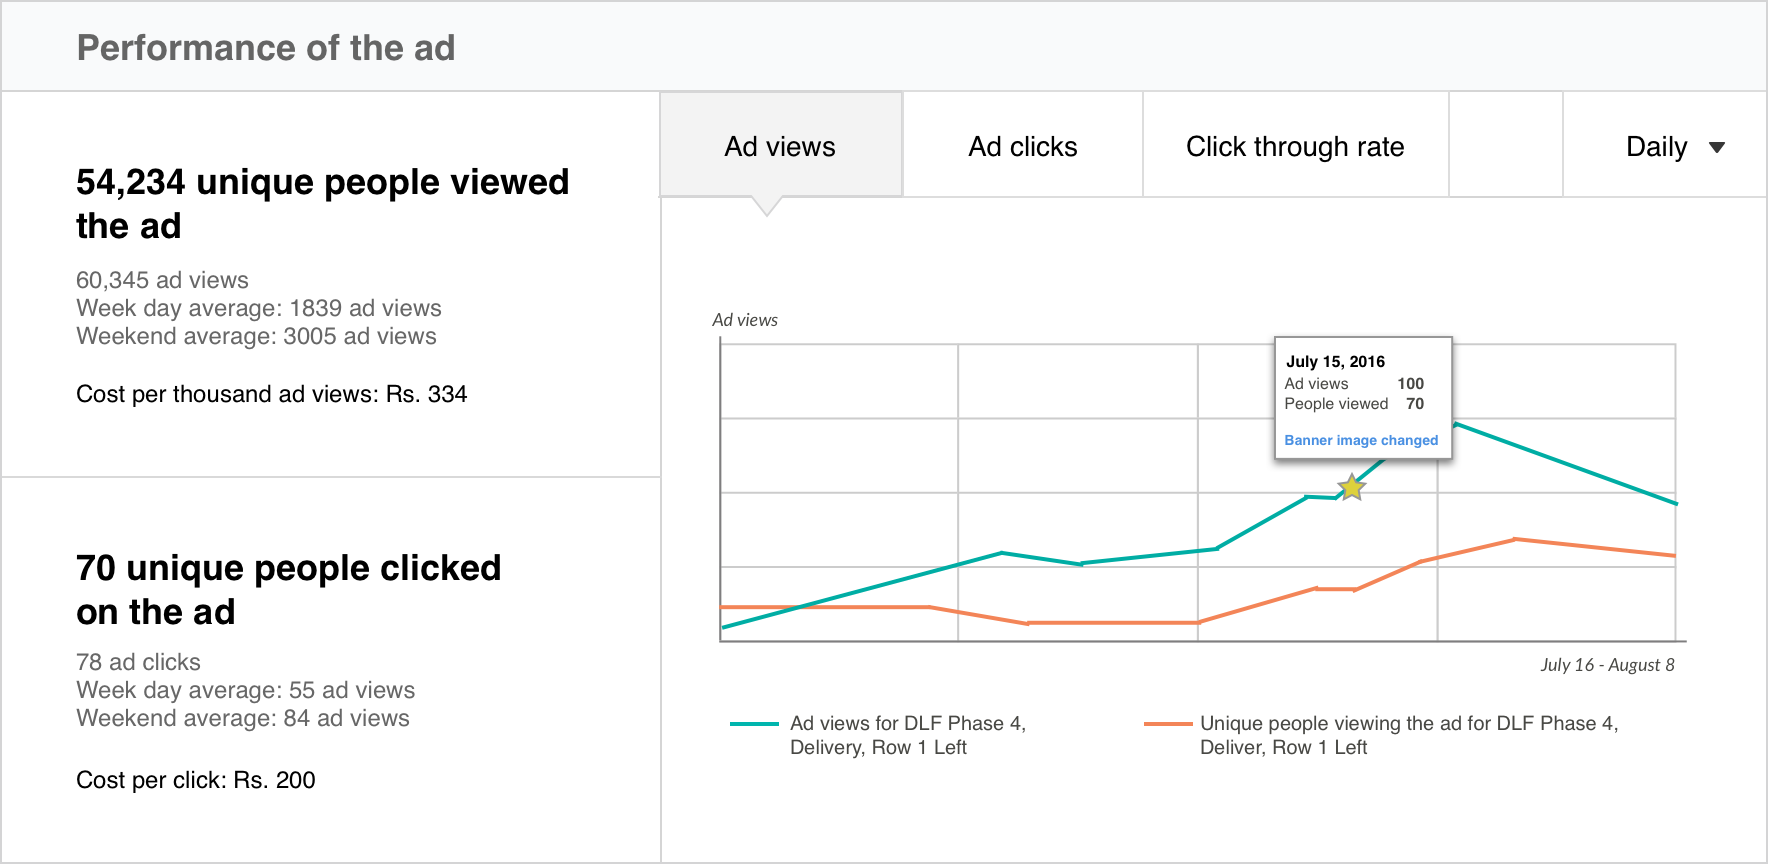 Performance of the ad
54,234 unique people viewed
the ad
60,345 ad views
Week day average: 1839 ad views
Weekend average: 3005 ad views
Cost per thousand ad views: Rs. 334
70 unique people clicked
on the ad
78 ad clicks
Week day average: 55 ad views
Weekend average: 84 ad views
Cost per click: Rs. 200
Ad views
Ad clicks
Click through rate
Daily
Ad views
July 15, 2016
Ad views 100
People viewed 70
Banner image changed
July 16 - August 8
Ad views for DLF Phase 4,
Delivery, Row 1 Left
Unique people viewing the ad for DLF Phase 4,
Deliver, Row 1 Left